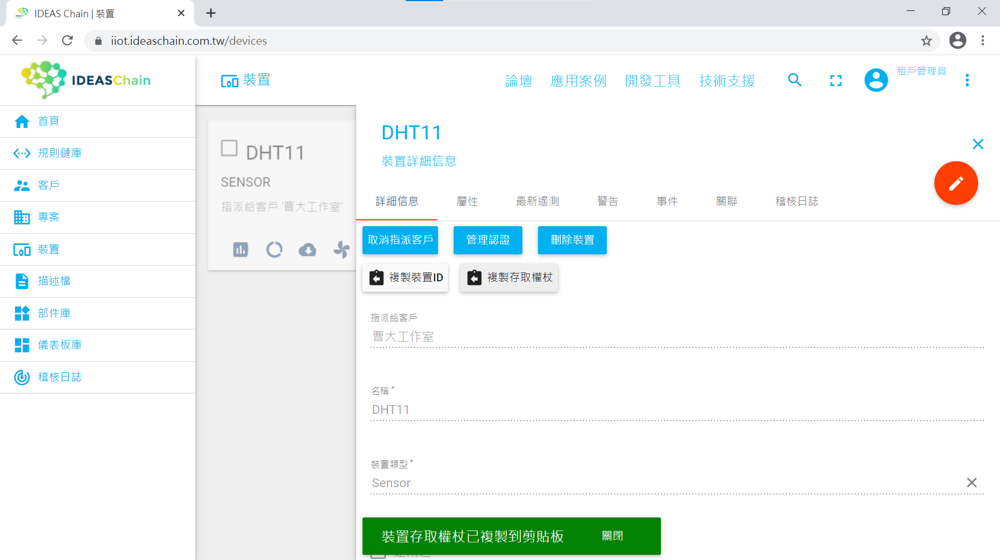 IDEAS Chain | 裝置
iiot.ideaschain.com.tw/devices
IDEASChain
裝置
論壇
應用案例
開發工具
技術支援
租戶管理員
首頁
規則鏈庫
客戶
專案
裝置
描述檔
部件庫
儀表板庫
稽核日誌
DHT11
SENSOR
指派給客戶 '曹大工作室'
DHT11
裝置詳細信息
詳細信息
屬性
最新遙測
警告
事件
關聯
稽核日誌
取消指派客戶
管理認證
刪除裝置
複製裝置ID
複製存取權杖
指派給客戶
曹大工作室
名稱*
DHT11
裝置類型*
Sensor
裝置存取權杖已複製到剪貼板
關閉